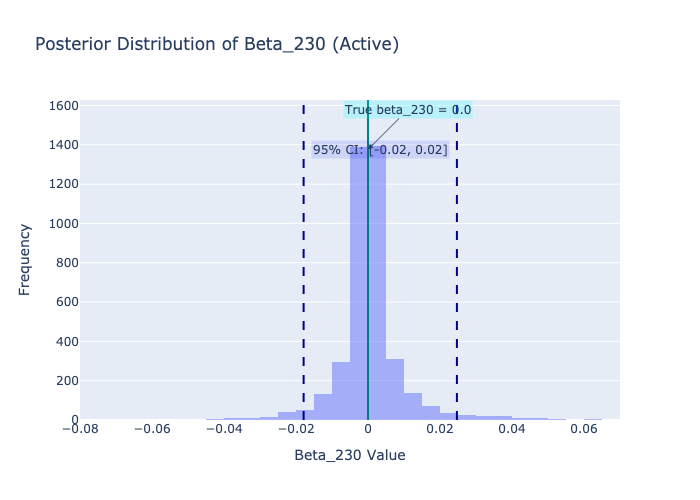 Posterior Distribution of Beta_230 (Active)
True beta_230 = 0.0
95% CI: [-0.02, 0.02]
1600
1400
1200
1000
800
600
400
200
0
Frequency
−0.08 −0.06 −0.04 −0.02 0 0.02 0.04 0.06
Beta_230 Value